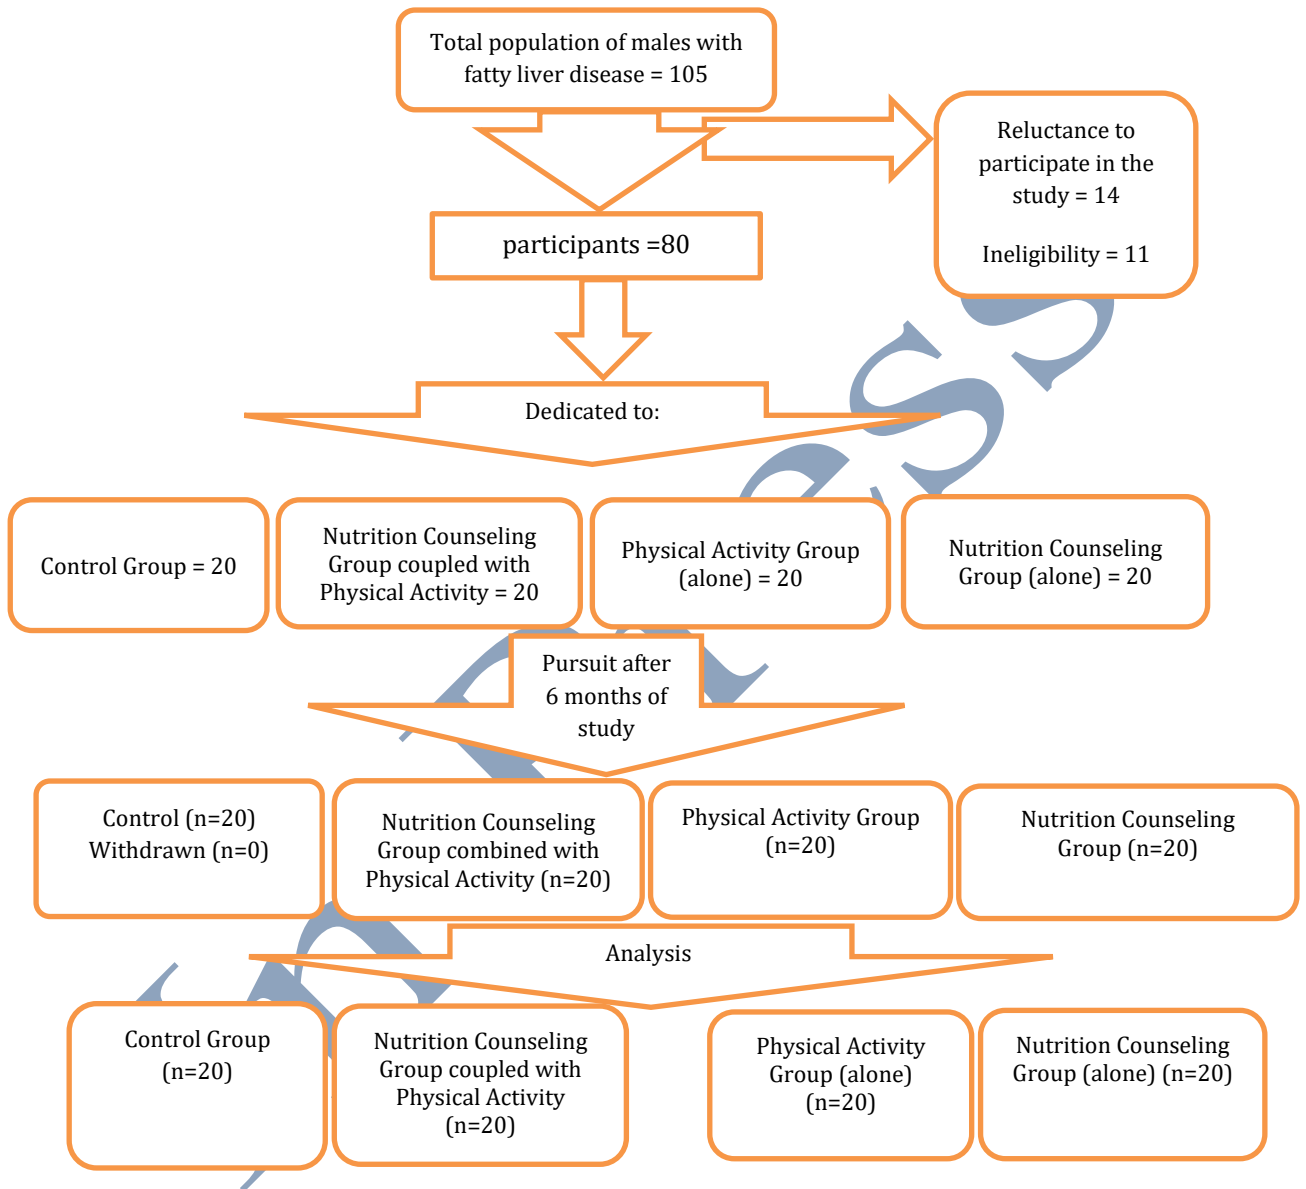 Total population of males with
fatty liver disease = 105
Reluctance to
participate in the
study = 14
Ineligibility = 11
participants =80
Dedicated to:
Control Group = 20
Nutrition Counseling
Group coupled with
Physical Activity = 20
Physical Activity Group
(alone) = 20
Nutrition Counseling
Group (alone) = 20
Pursuit after
6 months of
study
Control (n=20)
Withdrawn (n=0)
Nutrition Counseling
Group combined with
Physical Activity (n=20)
Physical Activity Group
(n=20)
Nutrition Counseling
Group (n=20)
Analysis
Control Group
(n=20)
Nutrition Counseling
Group coupled with
Physical Activity
(n=20)
Physical Activity
Group (alone)
(n=20)
Nutrition Counseling
Group (alone) (n=20)